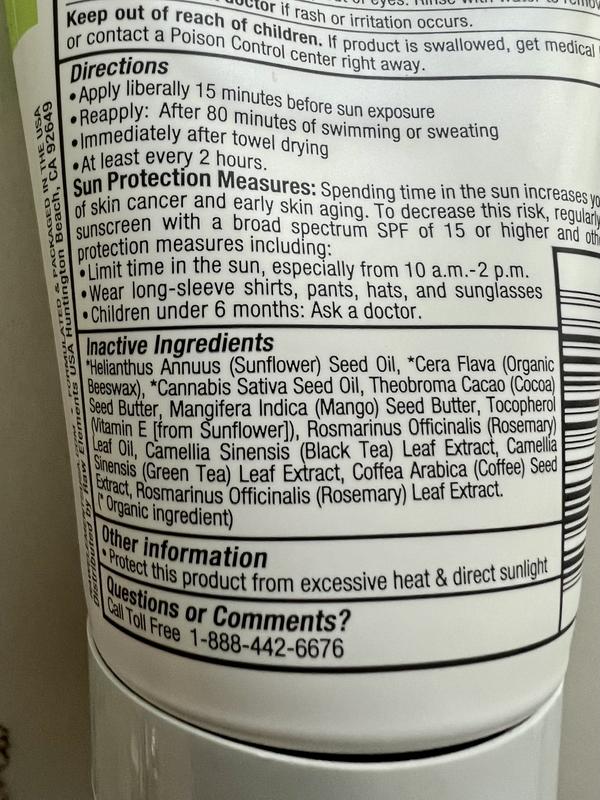 octor if rash or irritation occurs.
Keep out of reach of children. If product is swallowed, get medical
or contact a Poison Control center right away.
Directions
• Apply liberally 15 minutes before sun exposure
• Reapply: After 80 minutes of swimming or sweating
• Immediately after towel drying
• At least every 2 hours.
Sun Protection Measures: Spending time in the sun increases yo
of skin cancer and early skin aging. To decrease this risk, regularly
sunscreen with a broad spectrum SPF of 15 or higher and oth
protection measures including:
• Limit time in the sun, especially from 10 a.m.-2 p.m.
• Wear long-sleeve shirts, pants, hats, and sunglasses
• Children under 6 months: Ask a doctor.
Inactive Ingredients
*Helianthus Annuus (Sunflower) Seed Oil, *Cera Flava (Organic
Beeswax), *Cannabis Sativa Seed Oil, Theobroma Cacao (Cocoa)
Seed Butter, Mangifera Indica (Mango) Seed Butter, Tocopherol
(Vitamin E [from Sunflower]), Rosmarinus Officinalis (Rosemary)
Leaf Oil, Camellia Sinensis (Black Tea) Leaf Extract, Camellia
Sinensis (Green Tea) Leaf Extract, Coffea Arabica (Coffee) Seed
Extract, Rosmarinus Officinalis (Rosemary) Leaf Extract.
(* Organic ingredient)
Other information
• Protect this product from excessive heat & direct sunlight
Questions or Comments?
Call Toll Free 1-888-442-6676
FORMULATED & PACKAGED IN THE USA
Distributed by Raw Elements USA Huntington Beach, CA 92649